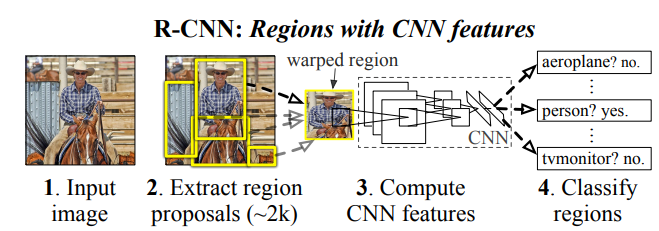 R-CNN: Regions with CNN features
warped region
aeroplane? no.
⋮
person? yes.
⋮
tvmonitor? no.
CNN
1. Input
image
2. Extract region
proposals (~2k)
3. Compute
CNN features
4. Classify
regions